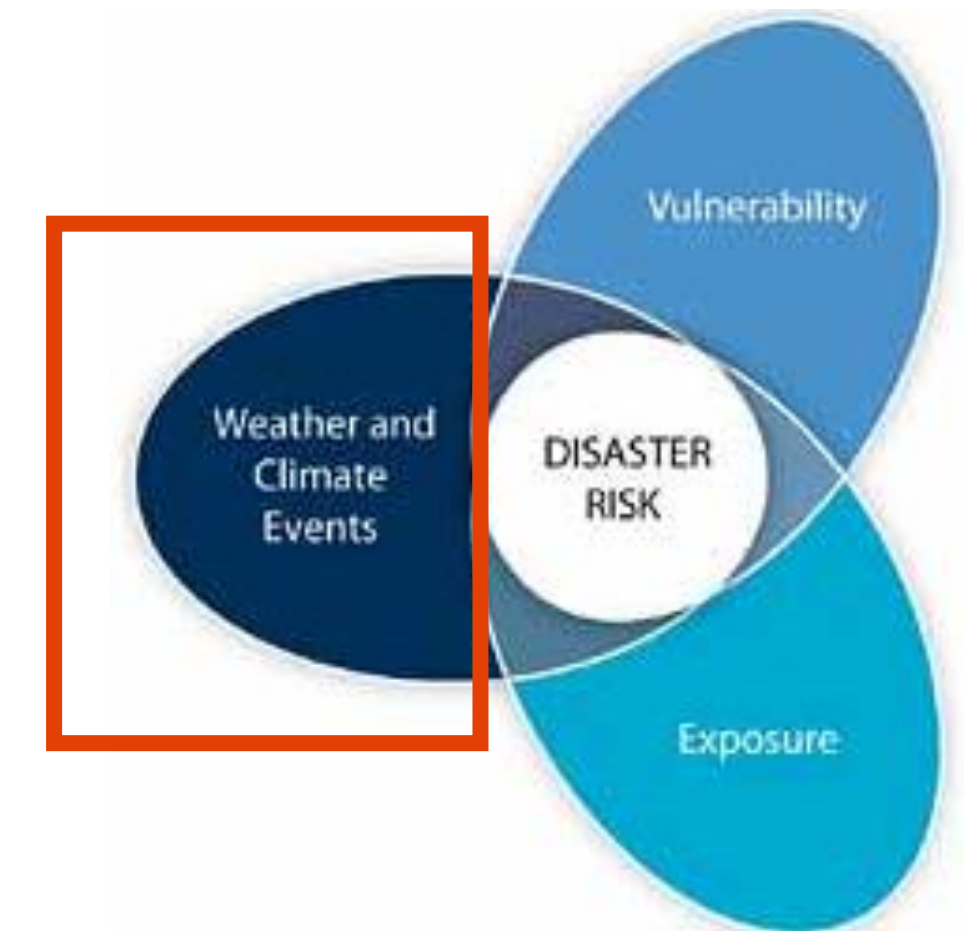 Vulnerability
Weather and
Climate
Events
DISASTER
RISK
Exposure